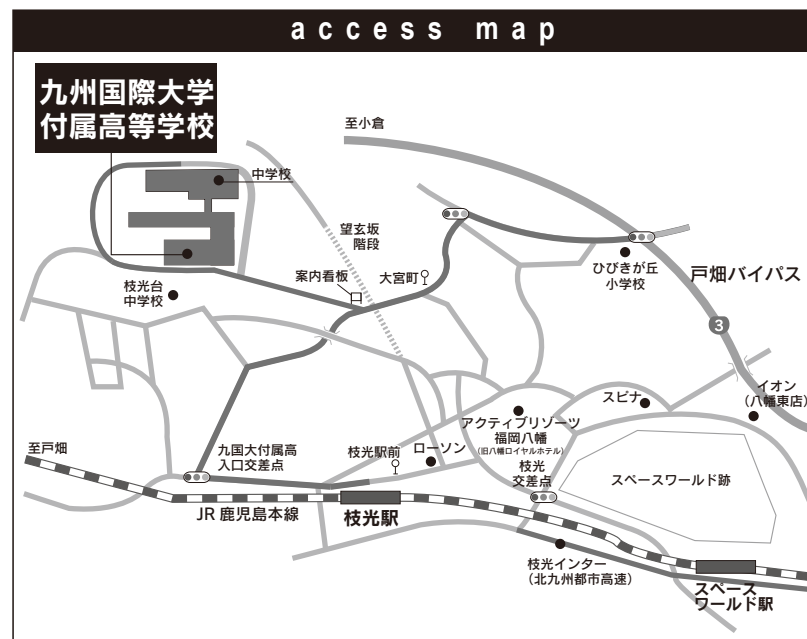 access map
九州国際大学
付属高等学校
至小倉
中学校
望玄坂
階段
案内看板
大宮町
ひびきが丘
小学校
戸畑バイパス
枝光台
中学校
3
イオン
(八幡東店)
スピナ
アクティブリゾーツ
福岡八幡
(旧八幡ロイヤルホテル)
至戸畑
九国大付属高
入口交差点
枝光駅前
ローソン
枝光
交差点
スペースワールド跡
JR 鹿児島本線
枝光駅
枝光インター
(北九州都市高速)
スペース
ワールド駅